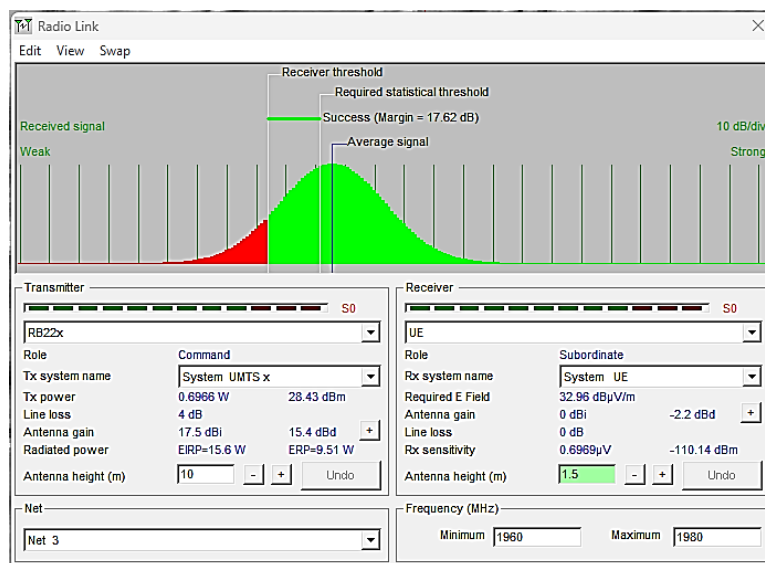 Radio Link
Edit View Swap
Receiver threshold
Required statistical threshold
Success (Margin = 17.62 dB)
Received signal
10 dB/div
Average signal
Weak
Strong
Transmitter
S0
RB22x
Role Command
Tx system name System UMTS x
Tx power 0.6966 W 28.43 dBm
Line loss 4 dB
Antenna gain 17.5 dBi 15.4 dBd +
Radiated power EIRP=15.6 W ERP=9.51 W
Antenna height (m) 10 - + Undo
Net
Net 3
Receiver
S0
UE
Role Subordinate
Rx system name System UE
Required E Field 32.96 dBµV/m
Antenna gain 0 dBi -2.2 dBd +
Line loss 0 dB
Rx sensitivity 0.6969µV -110.14 dBm
Antenna height (m) 1.5 - + Undo
Frequency (MHz)
Minimum 1960 Maximum 1980